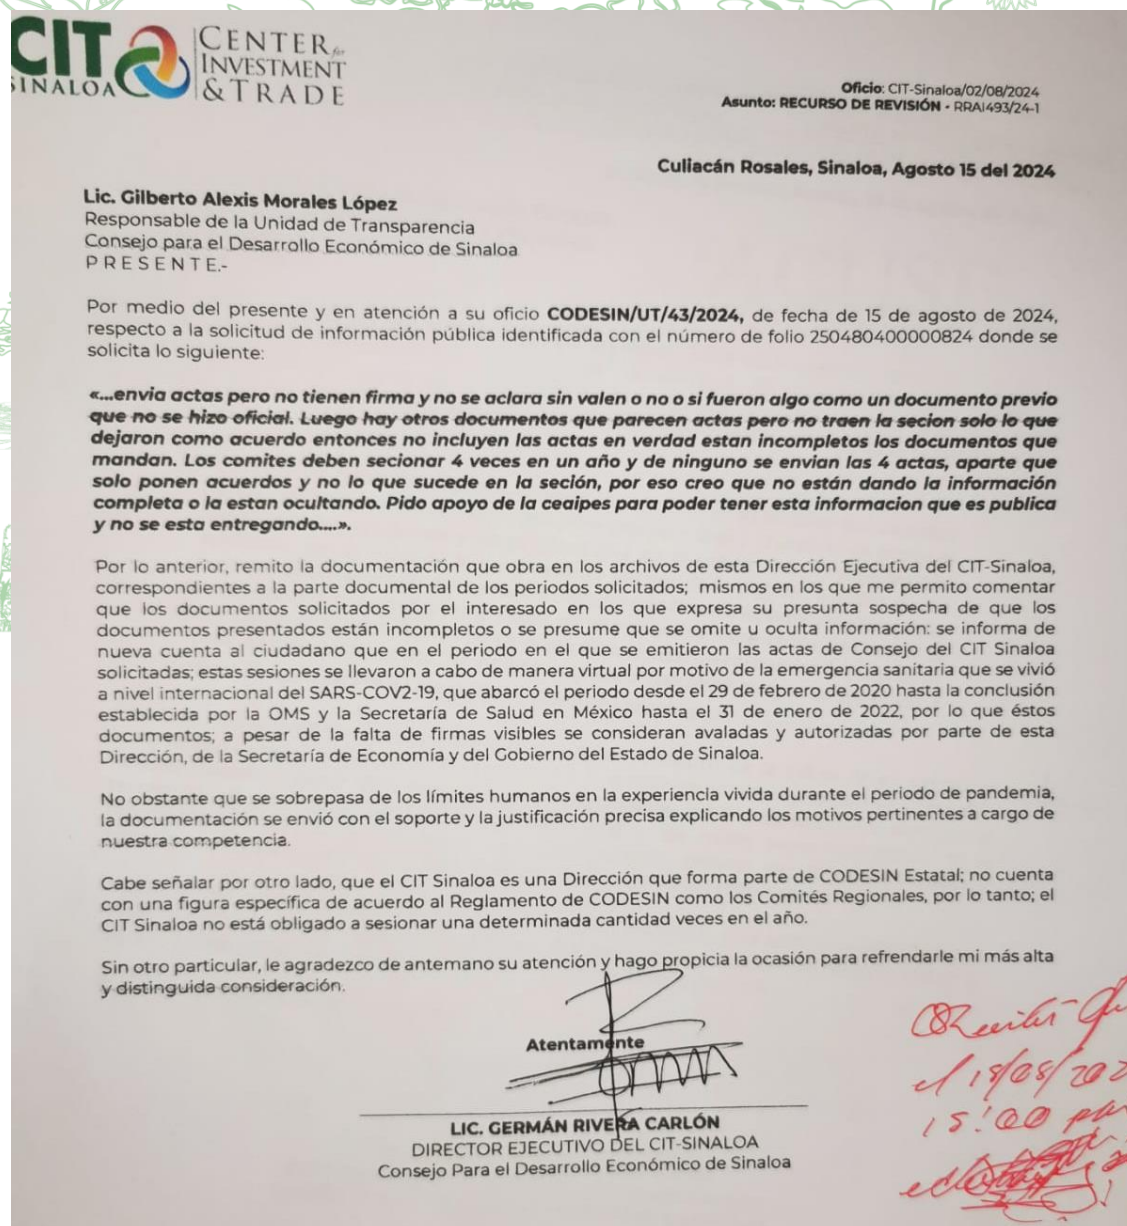 CIT
SINALOA
CENTER for
INVESTMENT
& TRADE
Oficio: CIT-Sinaloa/02/08/2024
Asunto: RECURSO DE REVISIÓN - RRAI493/24-1
Culiacán Rosales, Sinaloa, Agosto 15 del 2024
Lic. Gilberto Alexis Morales López
Responsable de la Unidad de Transparencia
Consejo para el Desarrollo Económico de Sinaloa
P R E S E N T E.-
Por medio del presente y en atención a su oficio CODESIN/UT/43/2024, de fecha de 15 de agosto de 2024,
respecto a la solicitud de información pública identificada con el número de folio 250480400000824 donde se
solicita lo siguiente:
«...envia actas pero no tienen firma y no se aclara sin valen o no o si fueron algo como un documento previo
que no se hizo oficial. Luego hay otros documentos que parecen actas pero no traen la secion solo lo que
dejaron como acuerdo entonces no incluyen las actas en verdad estan incompletos los documentos que
mandan. Los comites deben secionar 4 veces en un año y de ninguno se envian las 4 actas, aparte que
solo ponen acuerdos y no lo que sucede en la seción, por eso creo que no están dando la información
completa o la estan ocultando. Pido apoyo de la ceaipes para poder tener esta informacion que es publica
y no se esta entregando....».
Por lo anterior, remito la documentación que obra en los archivos de esta Dirección Ejecutiva del CIT-Sinaloa,
correspondientes a la parte documental de los periodos solicitados; mismos en los que me permito comentar
que los documentos solicitados por el interesado en los que expresa su presunta sospecha de que los
documentos presentados están incompletos o se presume que se omite u oculta información: se informa de
nueva cuenta al ciudadano que en el periodo en el que se emitieron las actas de Consejo del CIT Sinaloa
solicitadas; estas sesiones se llevaron a cabo de manera virtual por motivo de la emergencia sanitaria que se vivió
a nivel internacional del SARS-COV2-19, que abarcó el periodo desde el 29 de febrero de 2020 hasta la conclusión
establecida por la OMS y la Secretaría de Salud en México hasta el 31 de enero de 2022, por lo que éstos
documentos; a pesar de la falta de firmas visibles se consideran avaladas y autorizadas por parte de esta
Dirección, de la Secretaría de Economía y del Gobierno del Estado de Sinaloa.
No obstante que se sobrepasa de los límites humanos en la experiencia vivida durante el periodo de pandemia,
la documentación se envió con el soporte y la justificación precisa explicando los motivos pertinentes a cargo de
nuestra competencia.
Cabe señalar por otro lado, que el CIT Sinaloa es una Dirección que forma parte de CODESIN Estatal; no cuenta
con una figura específica de acuerdo al Reglamento de CODESIN como los Comités Regionales, por lo tanto; el
CIT Sinaloa no está obligado a sesionar una determinada cantidad veces en el año.
Sin otro particular, le agradezco de antemano su atención y hago propicia la ocasión para refrendarle mi más alta
y distinguida consideración.
Atentamente
LIC. GERMÁN RIVERA CARLÓN
DIRECTOR EJECUTIVO DEL CIT-SINALOA
Consejo Para el Desarrollo Económico de Sinaloa
el
15:00